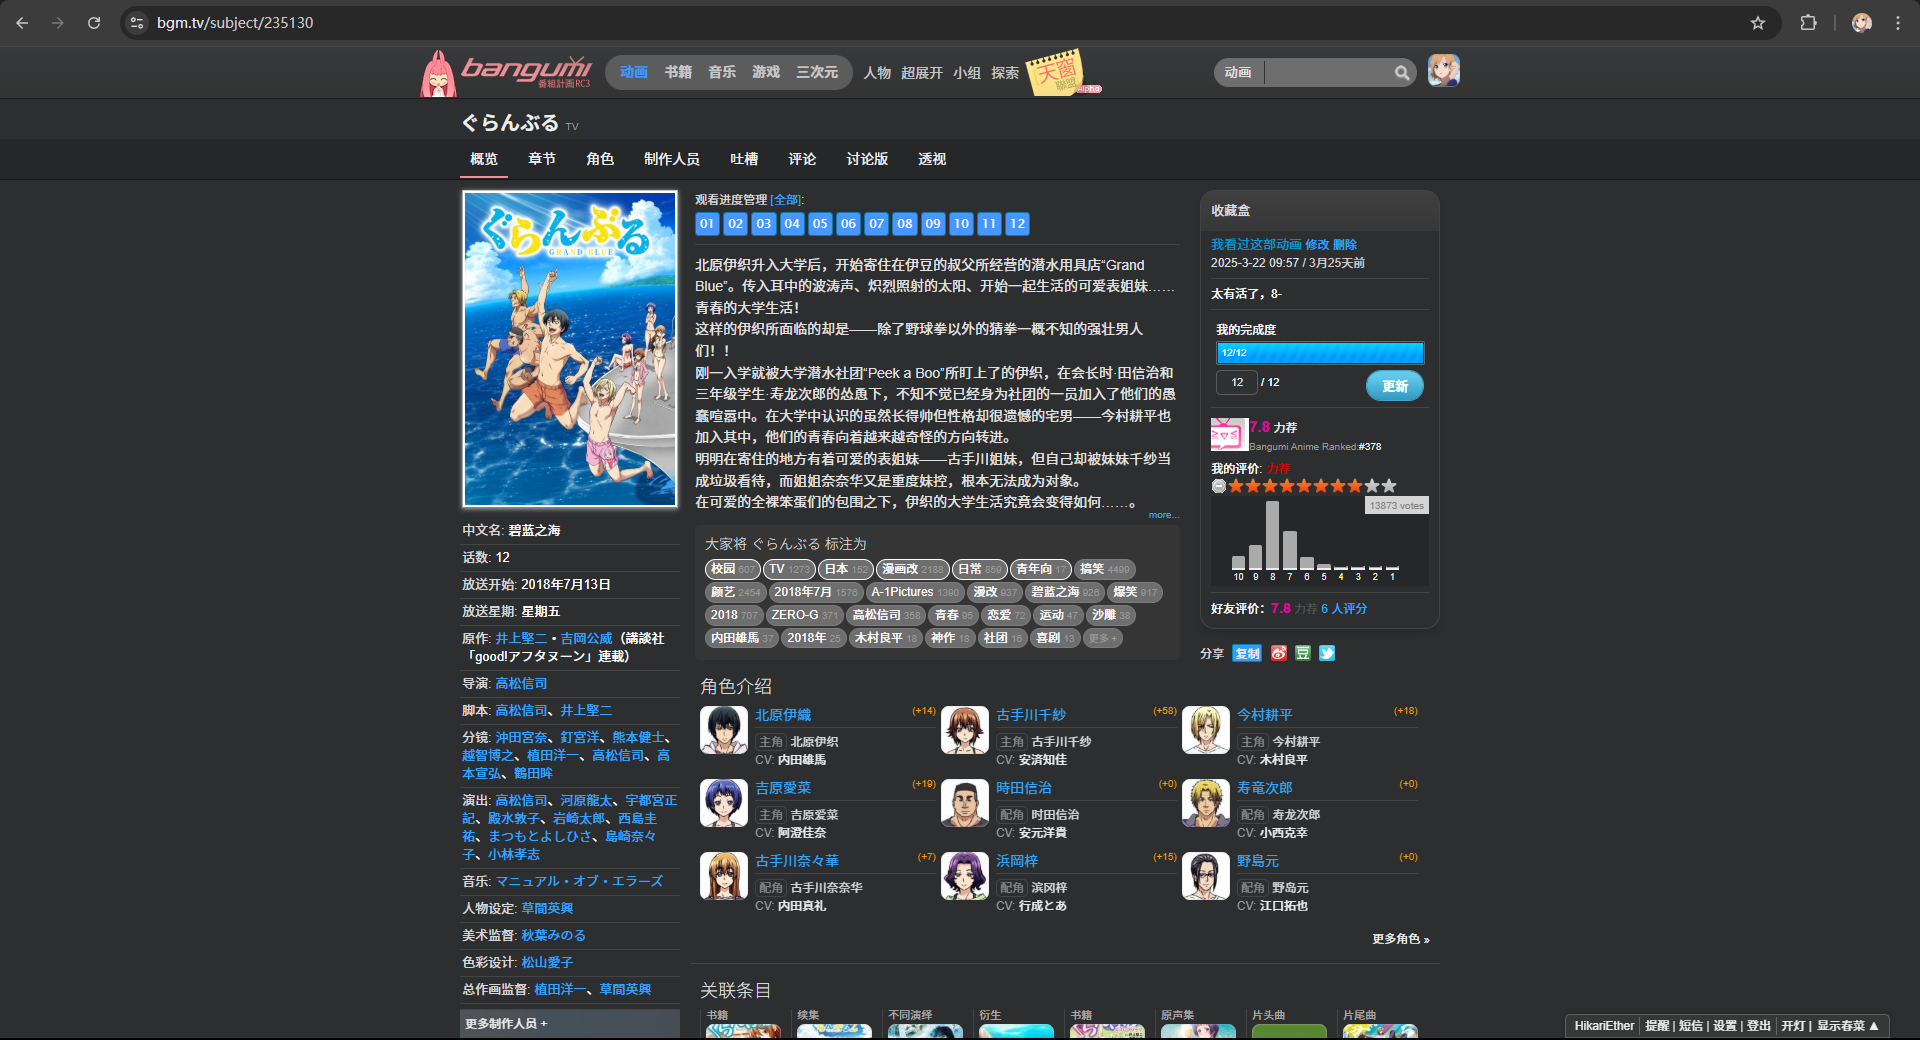 bgm.tv/subject/235130
bangumi
番組計画RC3
动画 书籍 音乐 游戏 三次元 人物 超展开 小组 探索
天窗
聯盟
alpha
动画
ぐらんぶる TV
概览 章节 角色 制作人员 吐槽 评论 讨论版 透视
ぐらんぶる
GRAND BLUE
中文名: 碧蓝之海
话数: 12
放送开始: 2018年7月13日
放送星期: 星期五
原作: 井上堅二・吉岡公威（講談社
「good!アフタヌーン」連載）
导演: 高松信司
脚本: 高松信司、井上堅二
分镜: 沖田宮奈、釘宮洋、熊本健士、
越智博之、植田洋一、高松信司、高
本宣弘、鶴田眸
演出: 高松信司、河原龍太、宇都宮正
記、殿水敦子、岩崎太郎、西島圭
祐、まつもとよしひさ、島崎奈々
子、小林孝志
音乐: マニュアル・オブ・エラーズ
人物设定: 草間英興
美术监督: 秋葉みのる
色彩设计: 松山愛子
总作画监督: 植田洋一、草間英興
更多制作人员 +
观看进度管理 [全部]:
01 02 03 04 05 06 07 08 09 10 11 12
北原伊织升入大学后，开始寄住在伊豆的叔父所经营的潜水用具店“Grand
Blue”。传入耳中的波涛声、炽烈照射的太阳、开始一起生活的可爱表姐妹……
青春的大学生活！
这样的伊织所面临的却是——除了野球拳以外的猜拳一概不知的强壮男人
们！！
刚一入学就被大学潜水社团“Peek a Boo”所盯上了的伊织，在会长时·田信治和
三年级学生·寿龙次郎的怂恿下，不知不觉已经身为社团的一员加入了他们的愚
蠢喧嚣中。在大学中认识的虽然长得帅但性格却很遗憾的宅男——今村耕平也
加入其中，他们的青春向着越来越奇怪的方向转进。
明明在寄住的地方有着可爱的表姐妹——古手川姐妹，但自己却被妹妹千纱当
成垃圾看待，而姐姐奈奈华又是重度妹控，根本无法成为对象。
在可爱的全裸笨蛋们的包围之下，伊织的大学生活究竟会变得如何……。
more...
大家将 ぐらんぶる 标注为
校园 607 TV 1273 日本 152 漫画改 2188 日常 859 青年向 17 搞笑 4499
颜艺 2454 2018年7月 1576 A-1Pictures 1390 漫改 937 碧蓝之海 926 爆笑 917
2018 707 ZERO-G 371 高松信司 358 青春 95 恋爱 72 运动 47 沙雕 38
内田雄馬 37 2018年 25 木村良平 18 神作 18 社团 16 喜剧 13 更多 +
角色介绍
北原伊織 (+14)
主角 北原伊织
CV: 内田雄馬
古手川千紗 (+58)
主角 古手川千纱
CV: 安済知佳
今村耕平 (+18)
主角 今村耕平
CV: 木村良平
吉原愛菜 (+19)
主角 吉原爱菜
CV: 阿澄佳奈
時田信治 (+0)
配角 时田信治
CV: 安元洋貴
寿竜次郎 (+0)
配角 寿龙次郎
CV: 小西克幸
古手川奈々華 (+7)
配角 古手川奈奈华
CV: 内田真礼
浜岡梓 (+15)
配角 滨冈梓
CV: 行成とあ
野島元 (+0)
配角 野岛元
CV: 江口拓也
更多角色 »
关联条目
书籍 续集 不同演绎 衍生 书籍 原声集 片头曲 片尾曲
收藏盒
我看过这部动画 修改 删除
2025-3-22 09:57 / 3月25天前
太有活了，8-
我的完成度
12/12
12 / 12 更新
7.8 力荐
Bangumi Anime Ranked:#378
我的评价: 力荐
13873 votes
10 9 8 7 6 5 4 3 2 1
好友评价：7.8 力荐 6 人评分
分享 复制 豆
HikariEther 提醒 | 短信 | 设置 | 登出 开灯 | 显示春菜 ▲